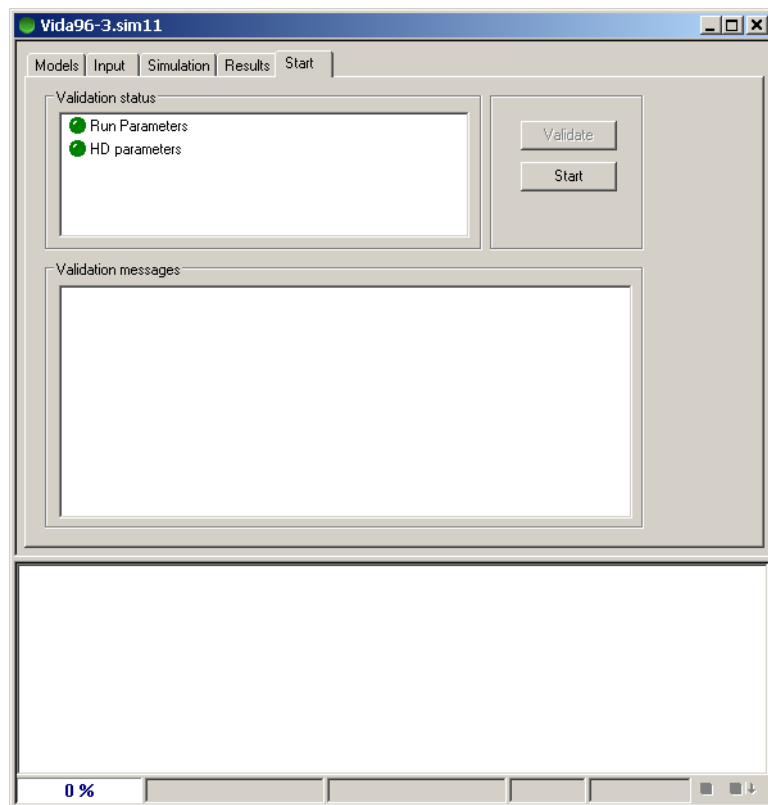 Vida96-3.sim11
Models Input Simulation Results Start
Validation status
Run Parameters
HD parameters
Validate
Start
Validation messages
0 %